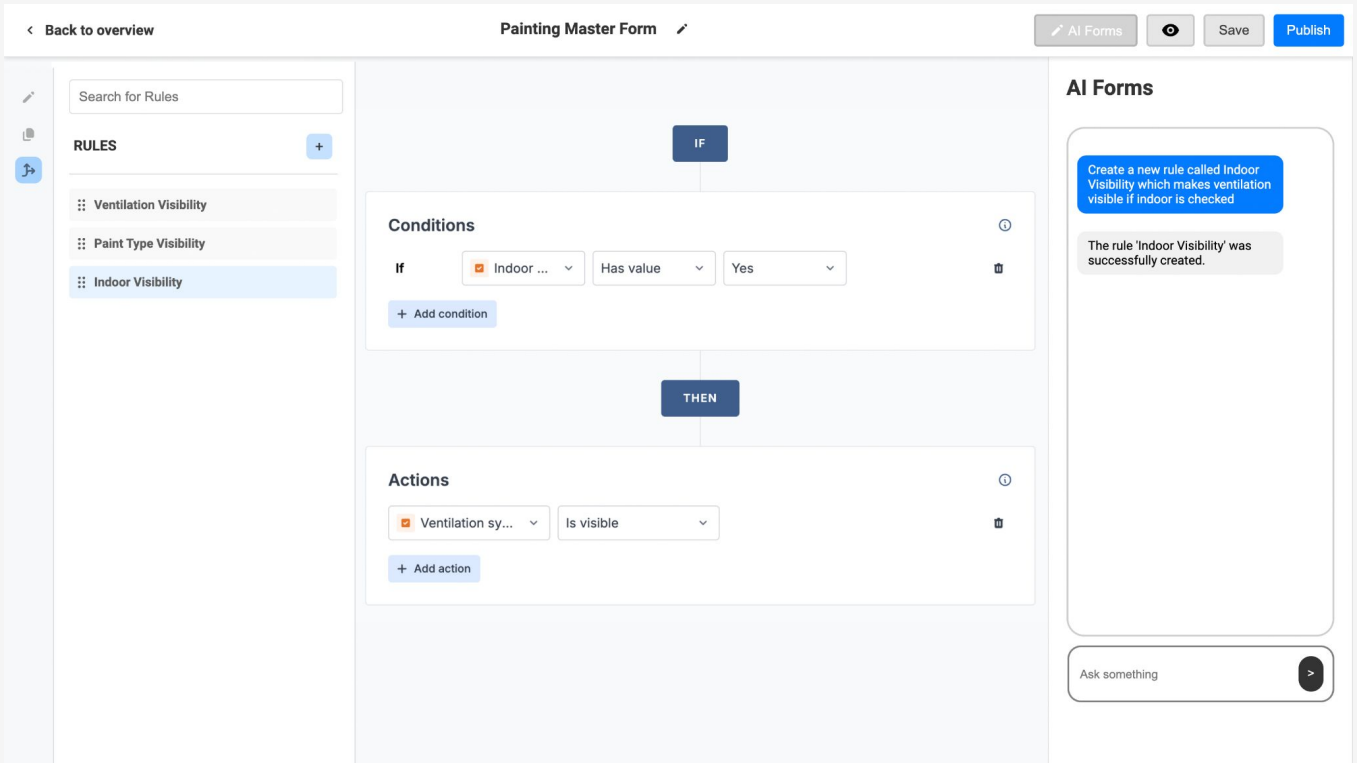 Back to overview
Painting Master Form
AI Forms
Save
Publish
Search for Rules
RULES
+
Ventilation Visibility
Paint Type Visibility
Indoor Visibility
IF
Conditions
If
Indoor ...
Has value
Yes
+ Add condition
THEN
Actions
Ventilation sy...
Is visible
+ Add action
AI Forms
Create a new rule called Indoor
Visibility which makes ventilation
visible if indoor is checked
The rule 'Indoor Visibility' was
successfully created.
Ask something
>